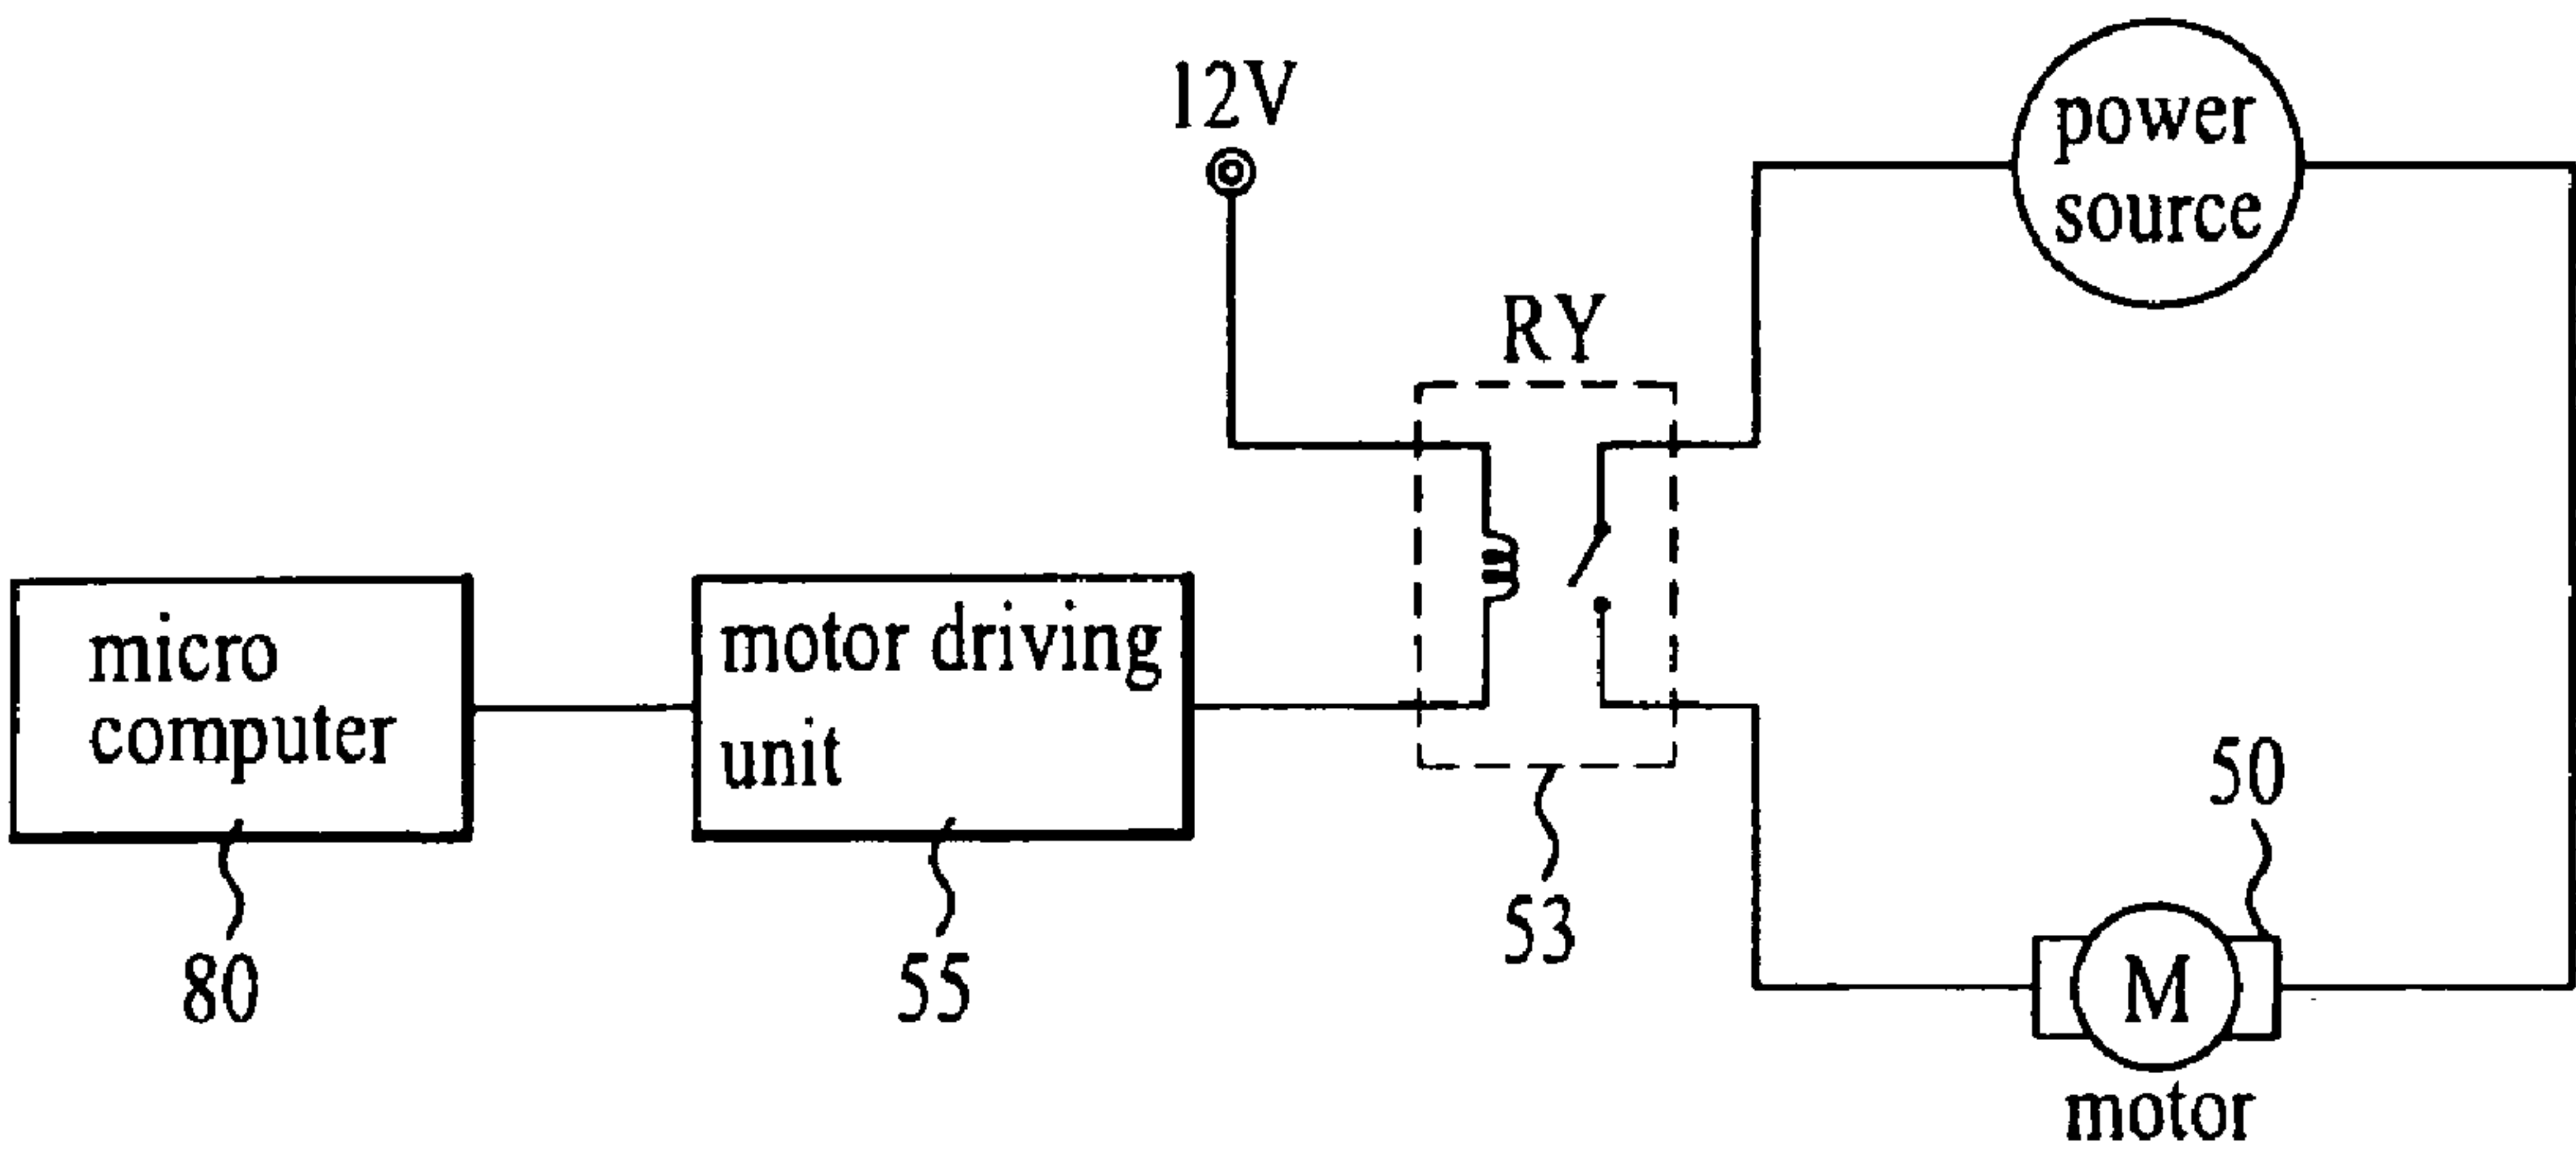 12V
power
source
RY
micro
computer
motor driving
unit
50
53
80
55
M
motor